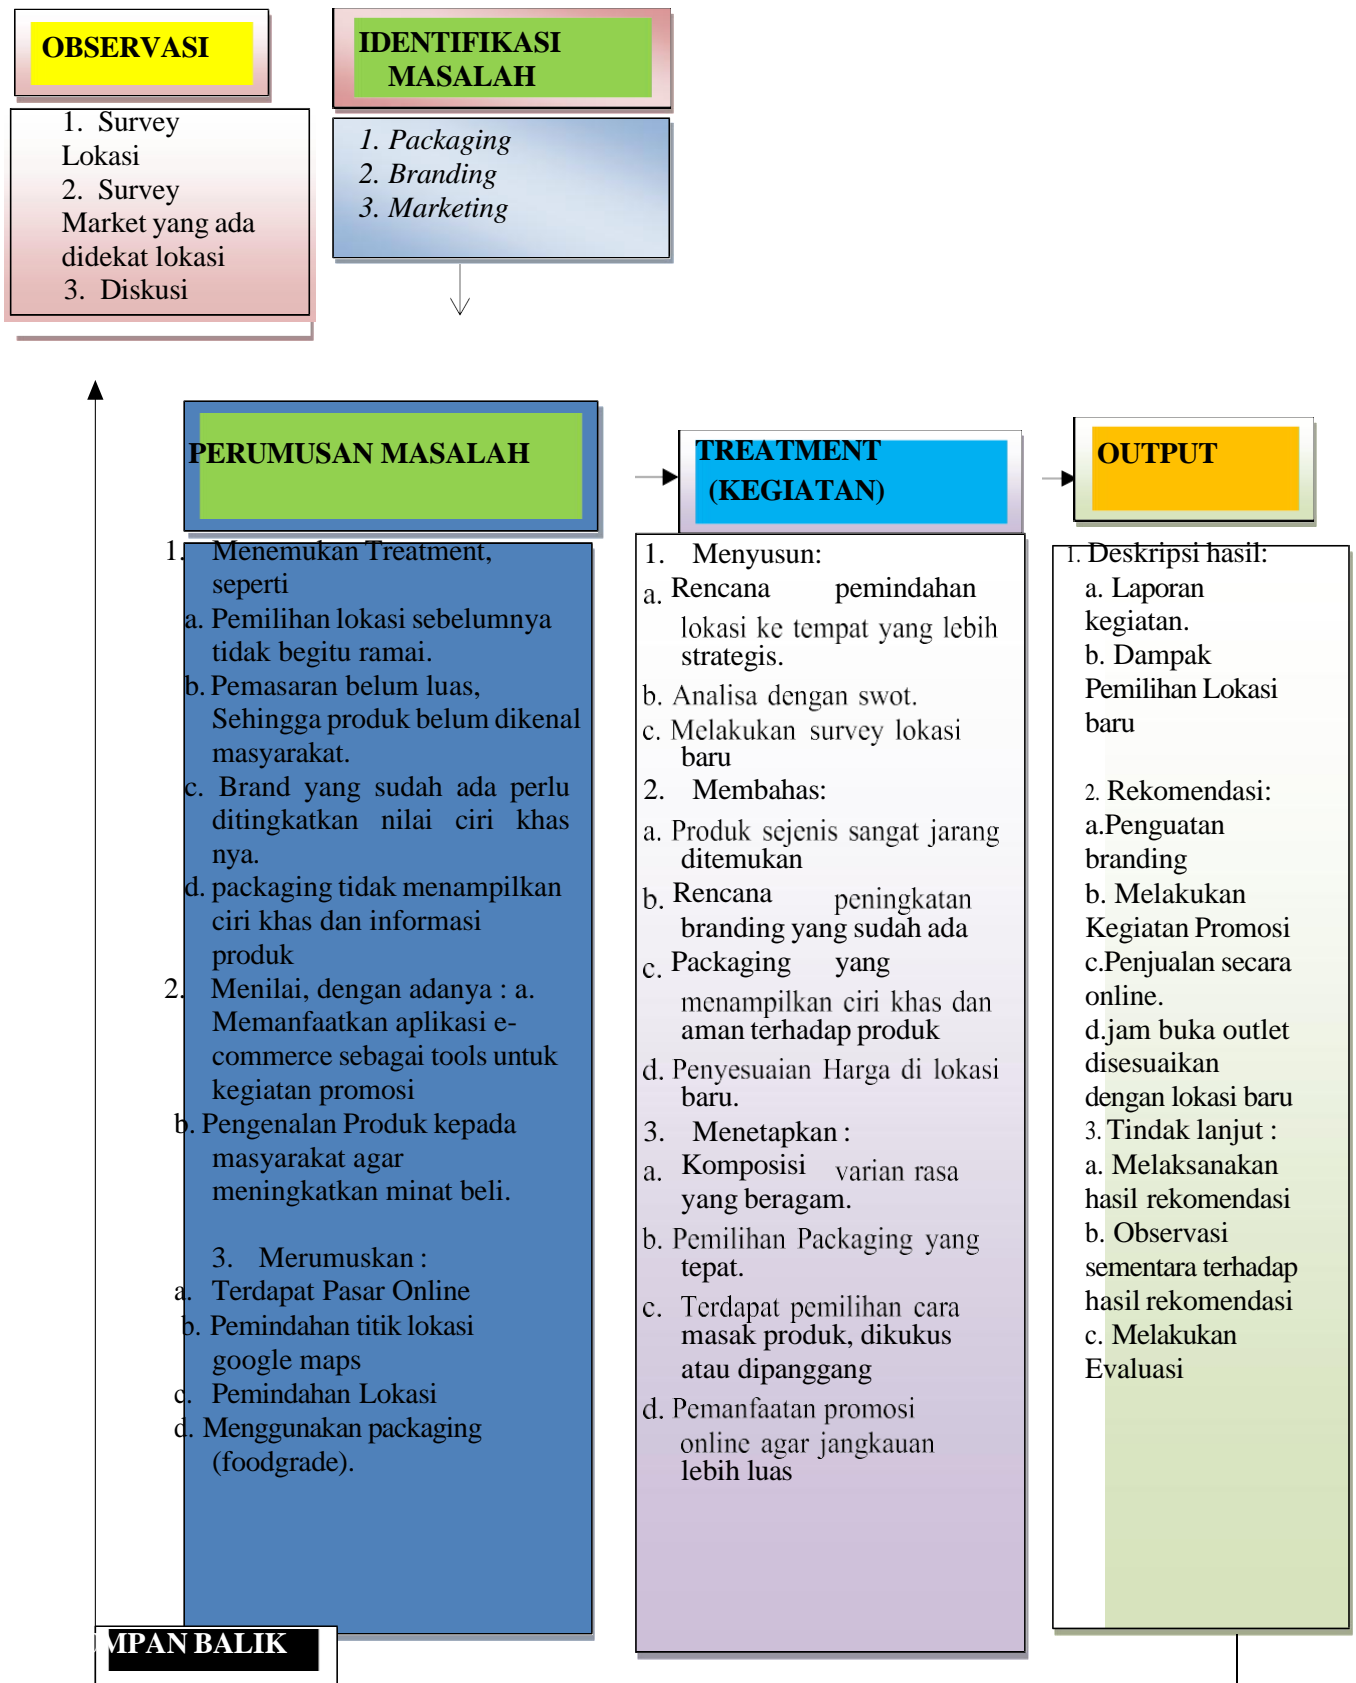 OBSERVASI
1. Survey
Lokasi
2. Survey
Market yang ada
didekat lokasi
3. Diskusi
IDENTIFIKASI
MASALAH
1. Packaging
2. Branding
3. Marketing
PERUMUSAN MASALAH
1. Menemukan Treatment,
seperti
a. Pemilihan lokasi sebelumnya
tidak begitu ramai.
b. Pemasaran belum luas,
Sehingga produk belum dikenal
masyarakat.
c. Brand yang sudah ada perlu
ditingkatkan nilai ciri khas
nya.
d. packaging tidak menampilkan
ciri khas dan informasi
produk
2. Menilai, dengan adanya : a.
Memanfaatkan aplikasi e-
commerce sebagai tools untuk
kegiatan promosi
b. Pengenalan Produk kepada
masyarakat agar
meningkatkan minat beli.
3. Merumuskan :
a. Terdapat Pasar Online
b. Pemindahan titik lokasi
google maps
c. Pemindahan Lokasi
d. Menggunakan packaging
(foodgrade).
TREATMENT
(KEGIATAN)
1. Menyusun:
a. Rencana pemindahan
lokasi ke tempat yang lebih
strategis.
b. Analisa dengan swot.
c. Melakukan survey lokasi
baru
2. Membahas:
a. Produk sejenis sangat jarang
ditemukan
b. Rencana peningkatan
branding yang sudah ada
c. Packaging yang
menampilkan ciri khas dan
aman terhadap produk
d. Penyesuaian Harga di lokasi
baru.
3. Menetapkan :
a. Komposisi varian rasa
yang beragam.
b. Pemilihan Packaging yang
tepat.
c. Terdapat pemilihan cara
masak produk, dikukus
atau dipanggang
d. Pemanfaatan promosi
online agar jangkauan
lebih luas
OUTPUT
1. Deskripsi hasil:
a. Laporan
kegiatan.
b. Dampak
Pemilihan Lokasi
baru
2. Rekomendasi:
a.Penguatan
branding
b. Melakukan
Kegiatan Promosi
c.Penjualan secara
online.
d.jam buka outlet
disesuaikan
dengan lokasi baru
3. Tindak lanjut :
a. Melaksanakan
hasil rekomendasi
b. Observasi
sementara terhadap
hasil rekomendasi
c. Melakukan
Evaluasi
MPAN BALIK